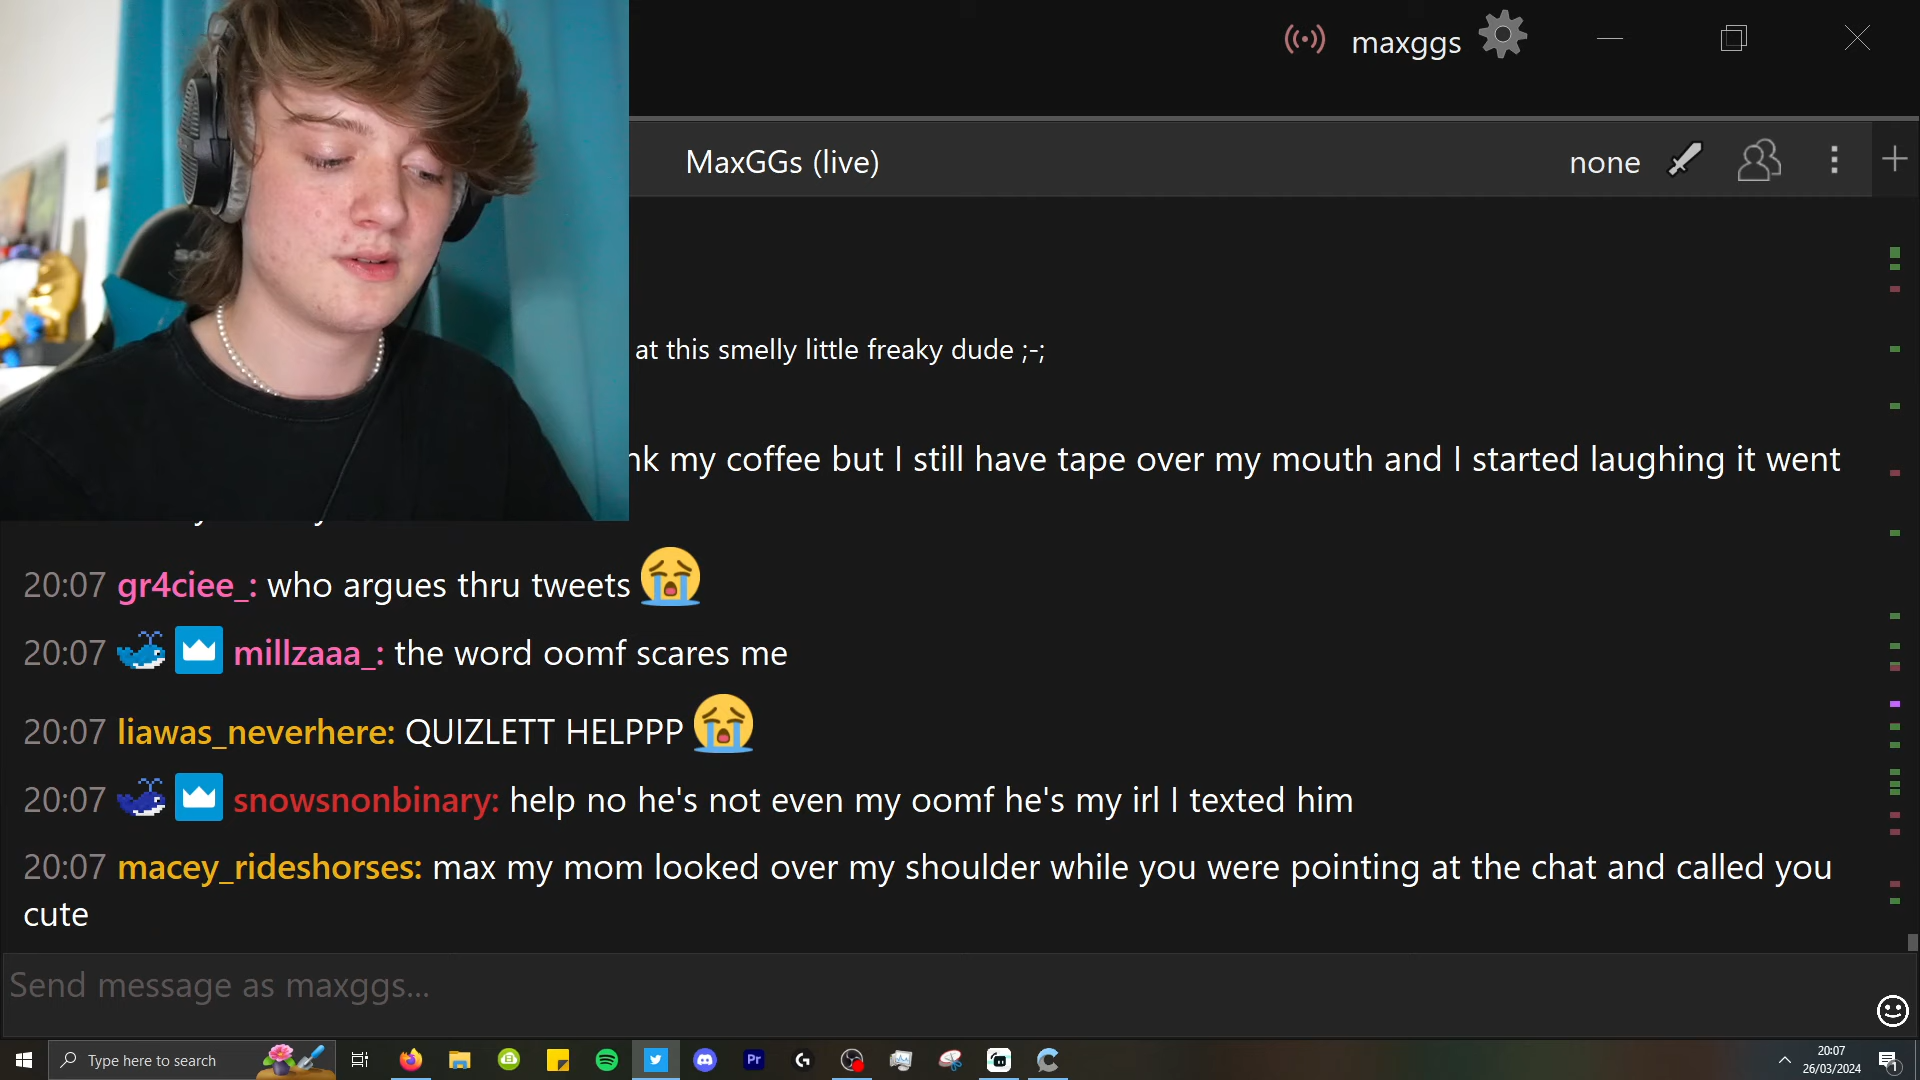 maxggs
MaxGGs (live)
none
at this smelly little freaky dude ;-;
my coffee but I still have tape over my mouth and I started laughing it went
20:07 gr4ciee_: who argues thru tweets 😭
20:07 millzaaa_: the word oomf scares me
20:07 liawas_neverhere: QUIZLETT HELPPP 😭
20:07 snowsnonbinary: help no he's not even my oomf he's my irl I texted him
20:07 macey_rideshorses: max my mom looked over my shoulder while you were pointing at the chat and called you
cute
Send message as maxggs...
Type here to search
Pr
20:07
26/03/2024
1